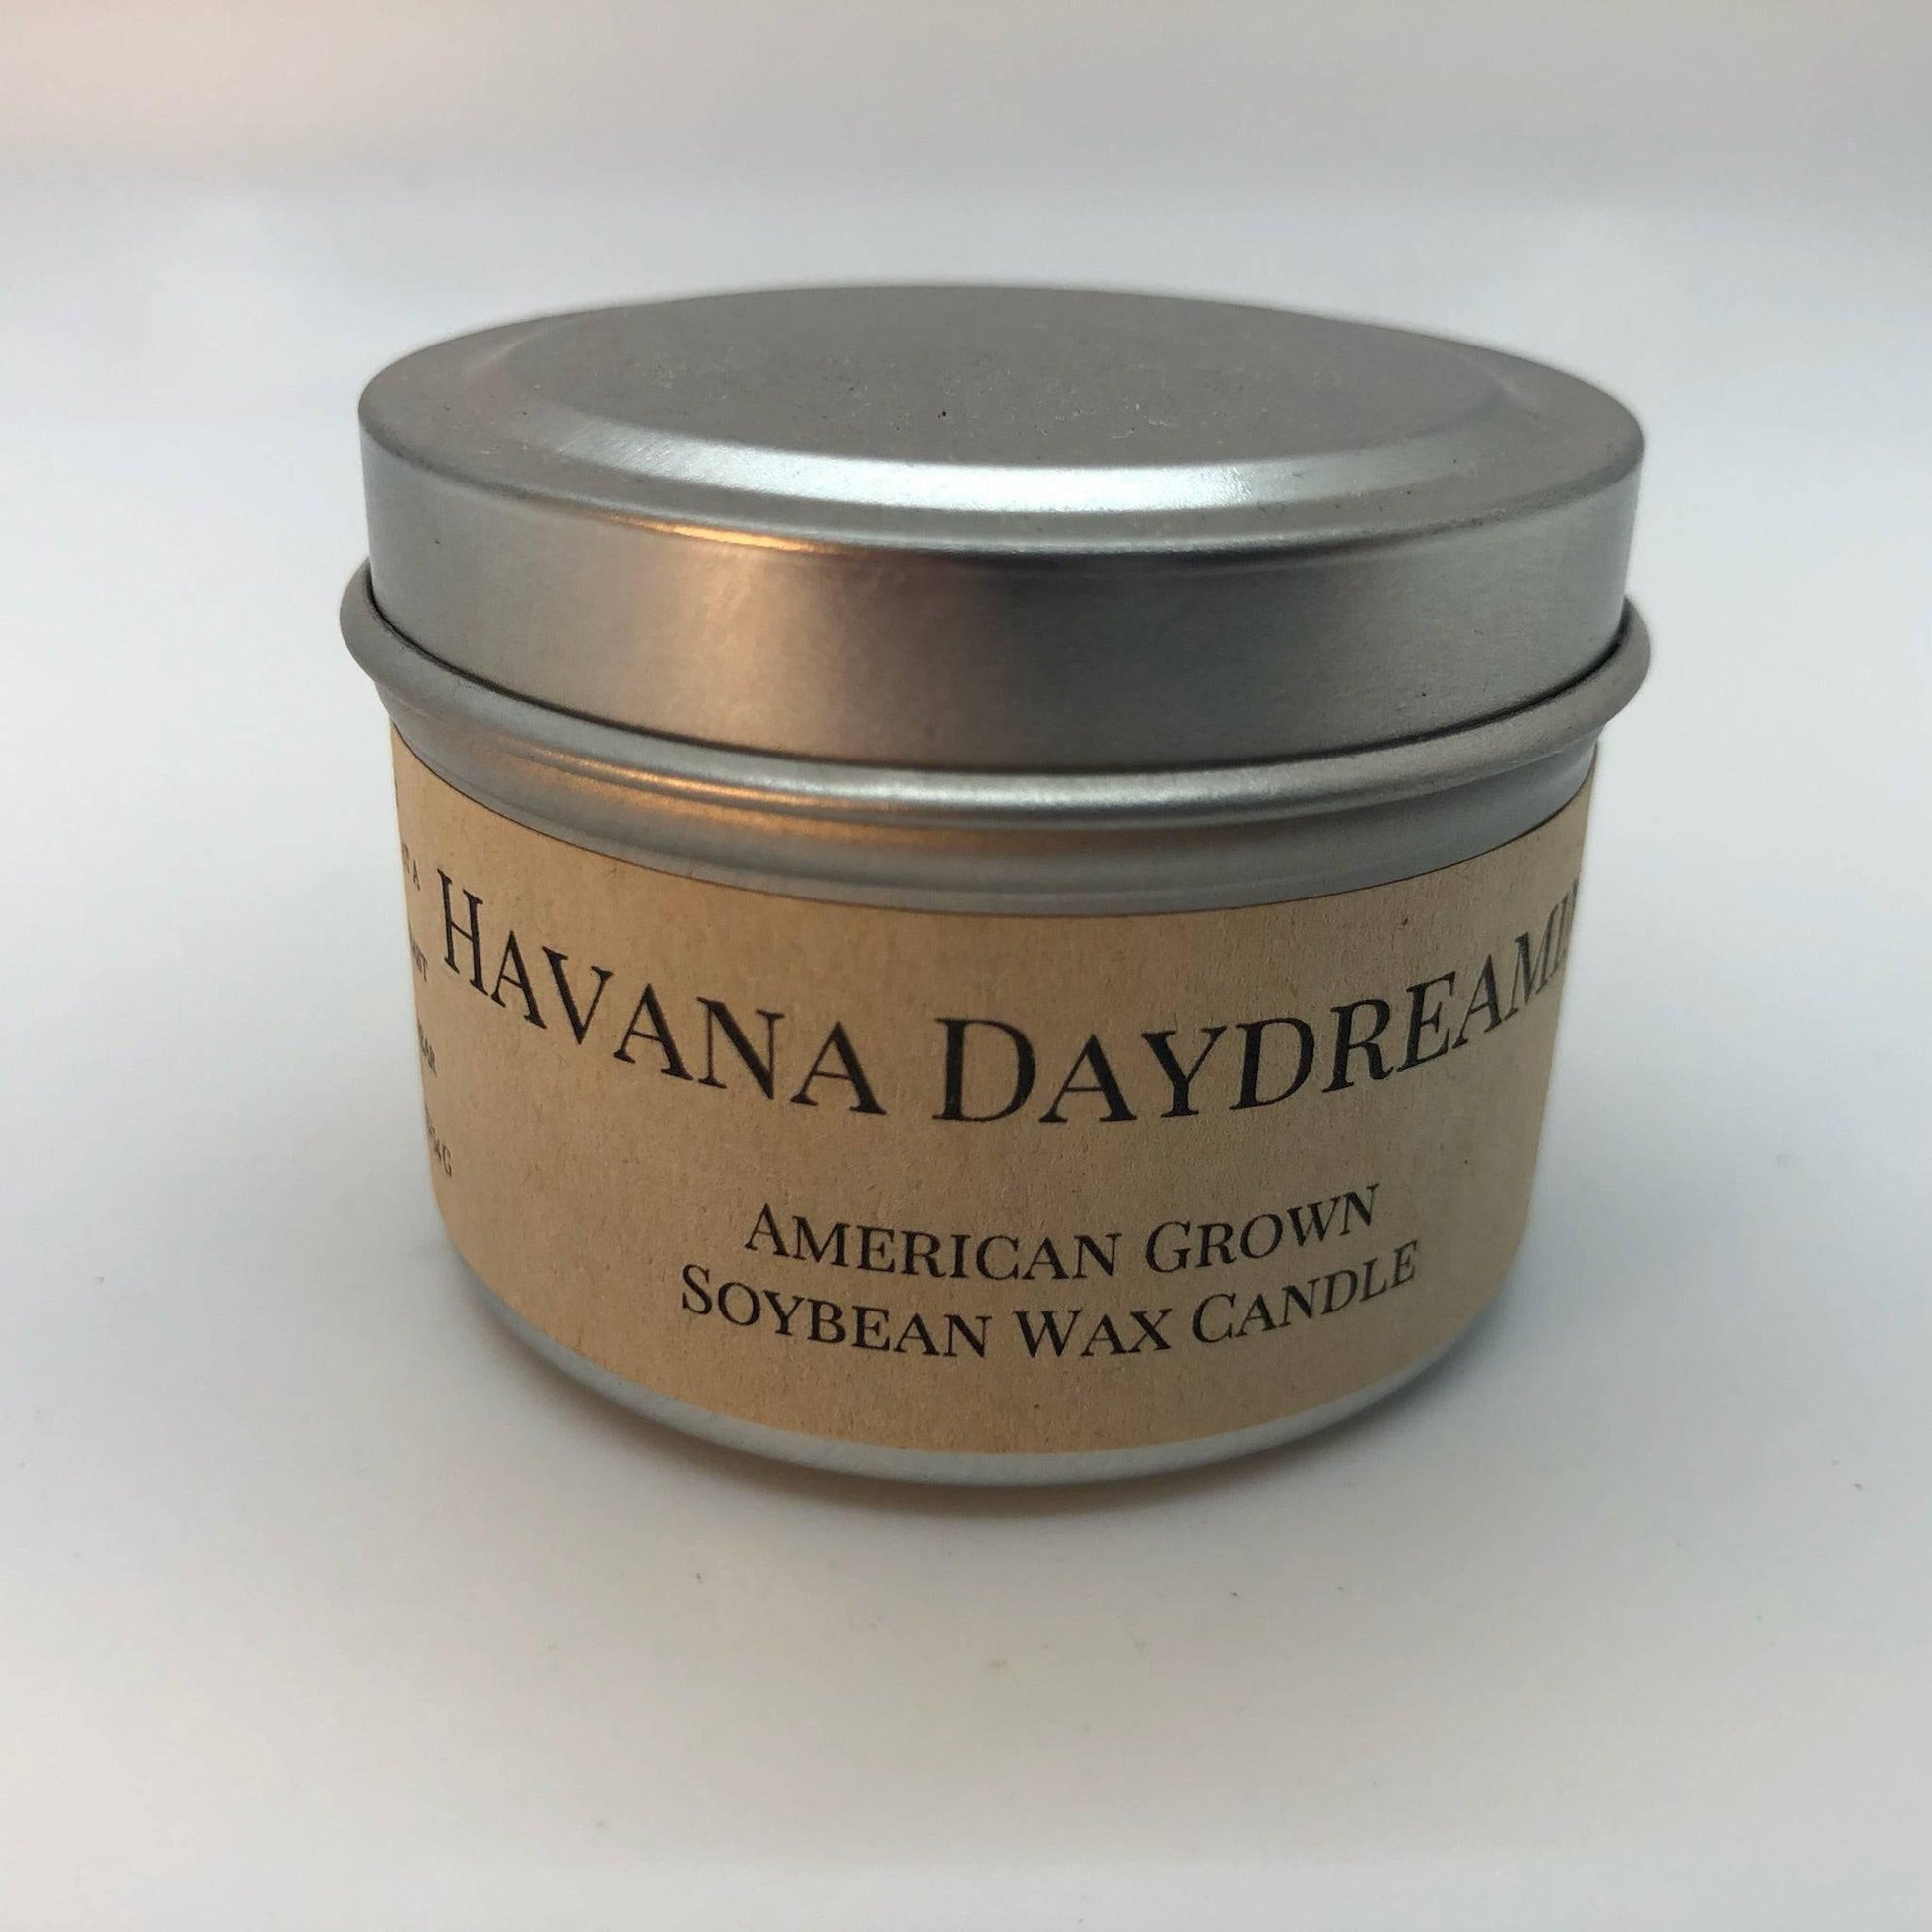 Havana Daydreamin
American Grown
Soybean Wax Candle